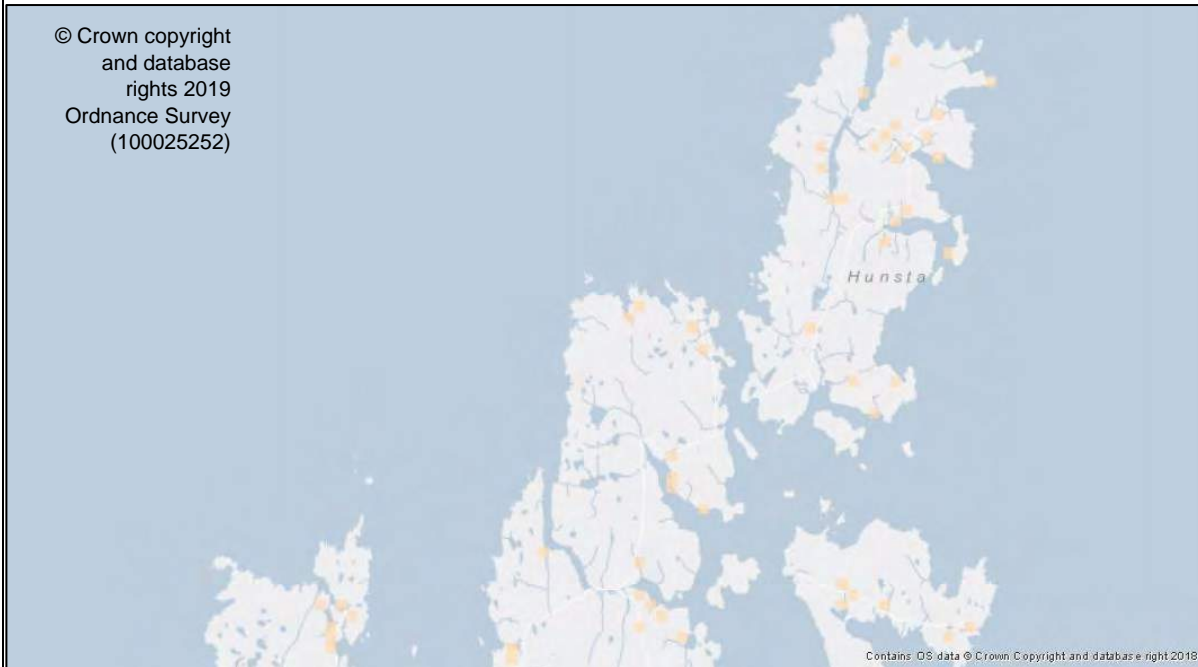 © Crown copyright
and database
rights 2019
Ordnance Survey
(100025252)
Hunsta
Contains OS data © Crown Copyright and database right 2018